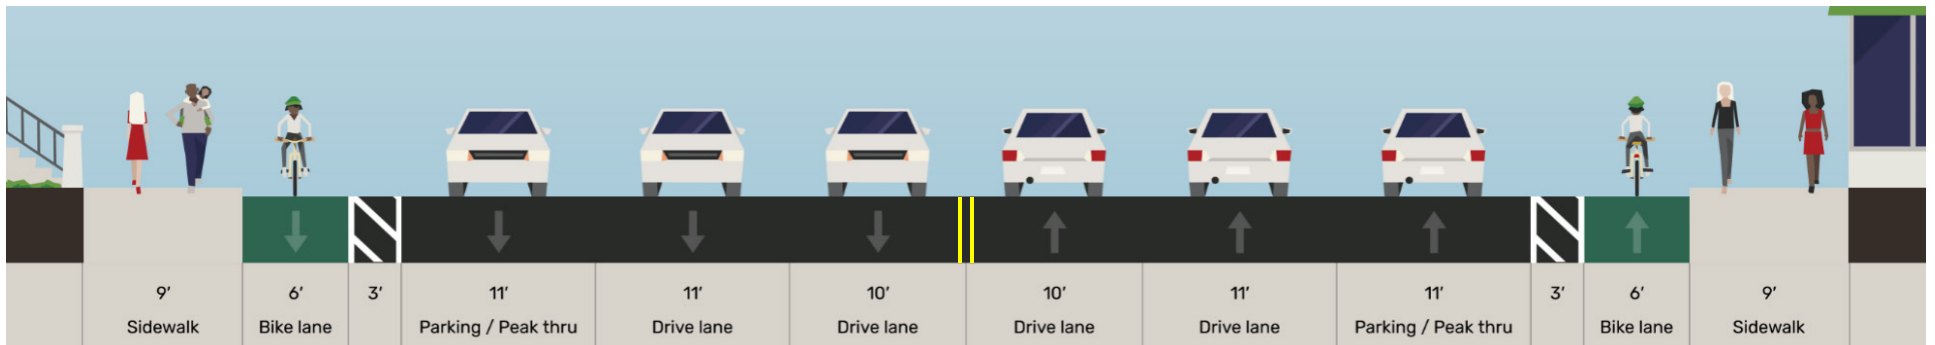 9’ 6’ 3’ 11’ 11’ 10’ 10’ 11’ 11’ 3’ 6’ 9’
Sidewalk Bike lane Parking / Peak thru Drive lane Drive lane Drive lane Drive lane Parking / Peak thru Bike lane Sidewalk